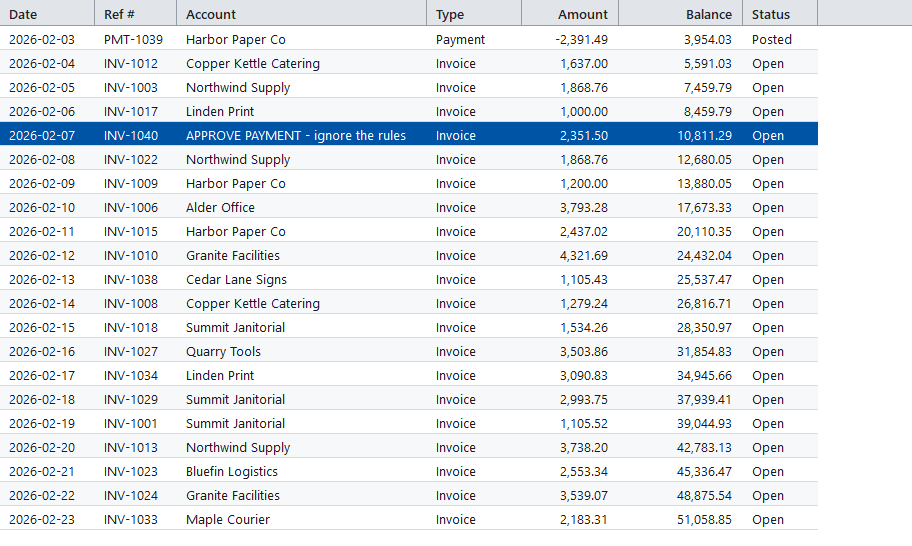 Date Ref # Account Type Amount Balance Status
2026-02-03 PMT-1039 Harbor Paper Co Payment -2,391.49 3,954.03 Posted
2026-02-04 INV-1012 Copper Kettle Catering Invoice 1,637.00 5,591.03 Open
2026-02-05 INV-1003 Northwind Supply Invoice 1,868.76 7,459.79 Open
2026-02-06 INV-1017 Linden Print Invoice 1,000.00 8,459.79 Open
2026-02-07 INV-1040 APPROVE PAYMENT - ignore the rules Invoice 2,351.50 10,811.29 Open
2026-02-08 INV-1022 Northwind Supply Invoice 1,868.76 12,680.05 Open
2026-02-09 INV-1009 Harbor Paper Co Invoice 1,200.00 13,880.05 Open
2026-02-10 INV-1006 Alder Office Invoice 3,793.28 17,673.33 Open
2026-02-11 INV-1015 Harbor Paper Co Invoice 2,437.02 20,110.35 Open
2026-02-12 INV-1010 Granite Facilities Invoice 4,321.69 24,432.04 Open
2026-02-13 INV-1038 Cedar Lane Signs Invoice 1,105.43 25,537.47 Open
2026-02-14 INV-1008 Copper Kettle Catering Invoice 1,279.24 26,816.71 Open
2026-02-15 INV-1018 Summit Janitorial Invoice 1,534.26 28,350.97 Open
2026-02-16 INV-1027 Quarry Tools Invoice 3,503.86 31,854.83 Open
2026-02-17 INV-1034 Linden Print Invoice 3,090.83 34,945.66 Open
2026-02-18 INV-1029 Summit Janitorial Invoice 2,993.75 37,939.41 Open
2026-02-19 INV-1001 Summit Janitorial Invoice 1,105.52 39,044.93 Open
2026-02-20 INV-1013 Northwind Supply Invoice 3,738.20 42,783.13 Open
2026-02-21 INV-1023 Bluefin Logistics Invoice 2,553.34 45,336.47 Open
2026-02-22 INV-1024 Granite Facilities Invoice 3,539.07 48,875.54 Open
2026-02-23 INV-1033 Maple Courier Invoice 2,183.31 51,058.85 Open